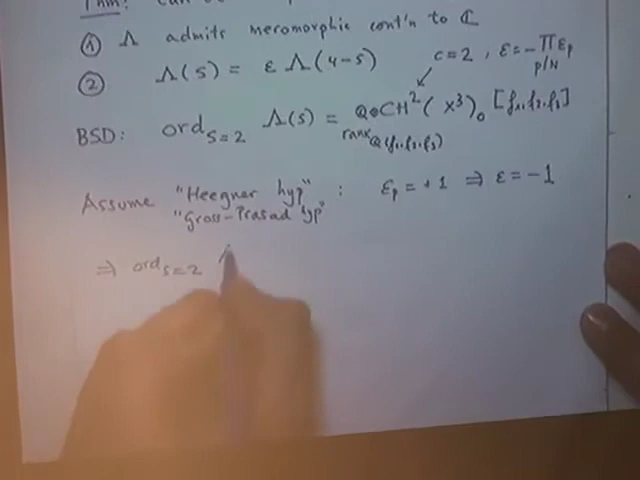 ① Λ admits meromorphic cont'n to ℂ
② Λ(s) = ε Λ(4-s)
c=2 , ε=-∏ εp
p|N
BSD: ord s=2 Λ(s) = Q⊗CH²(X³)₀ [f₁,f₂,f₃]
rank Q(f₁,f₂,f₃)
Assume "Heegner hyp" : εp = +1 ⇒ ε = -1
"Gross-Prasad hyp"
⇒ ord s=2